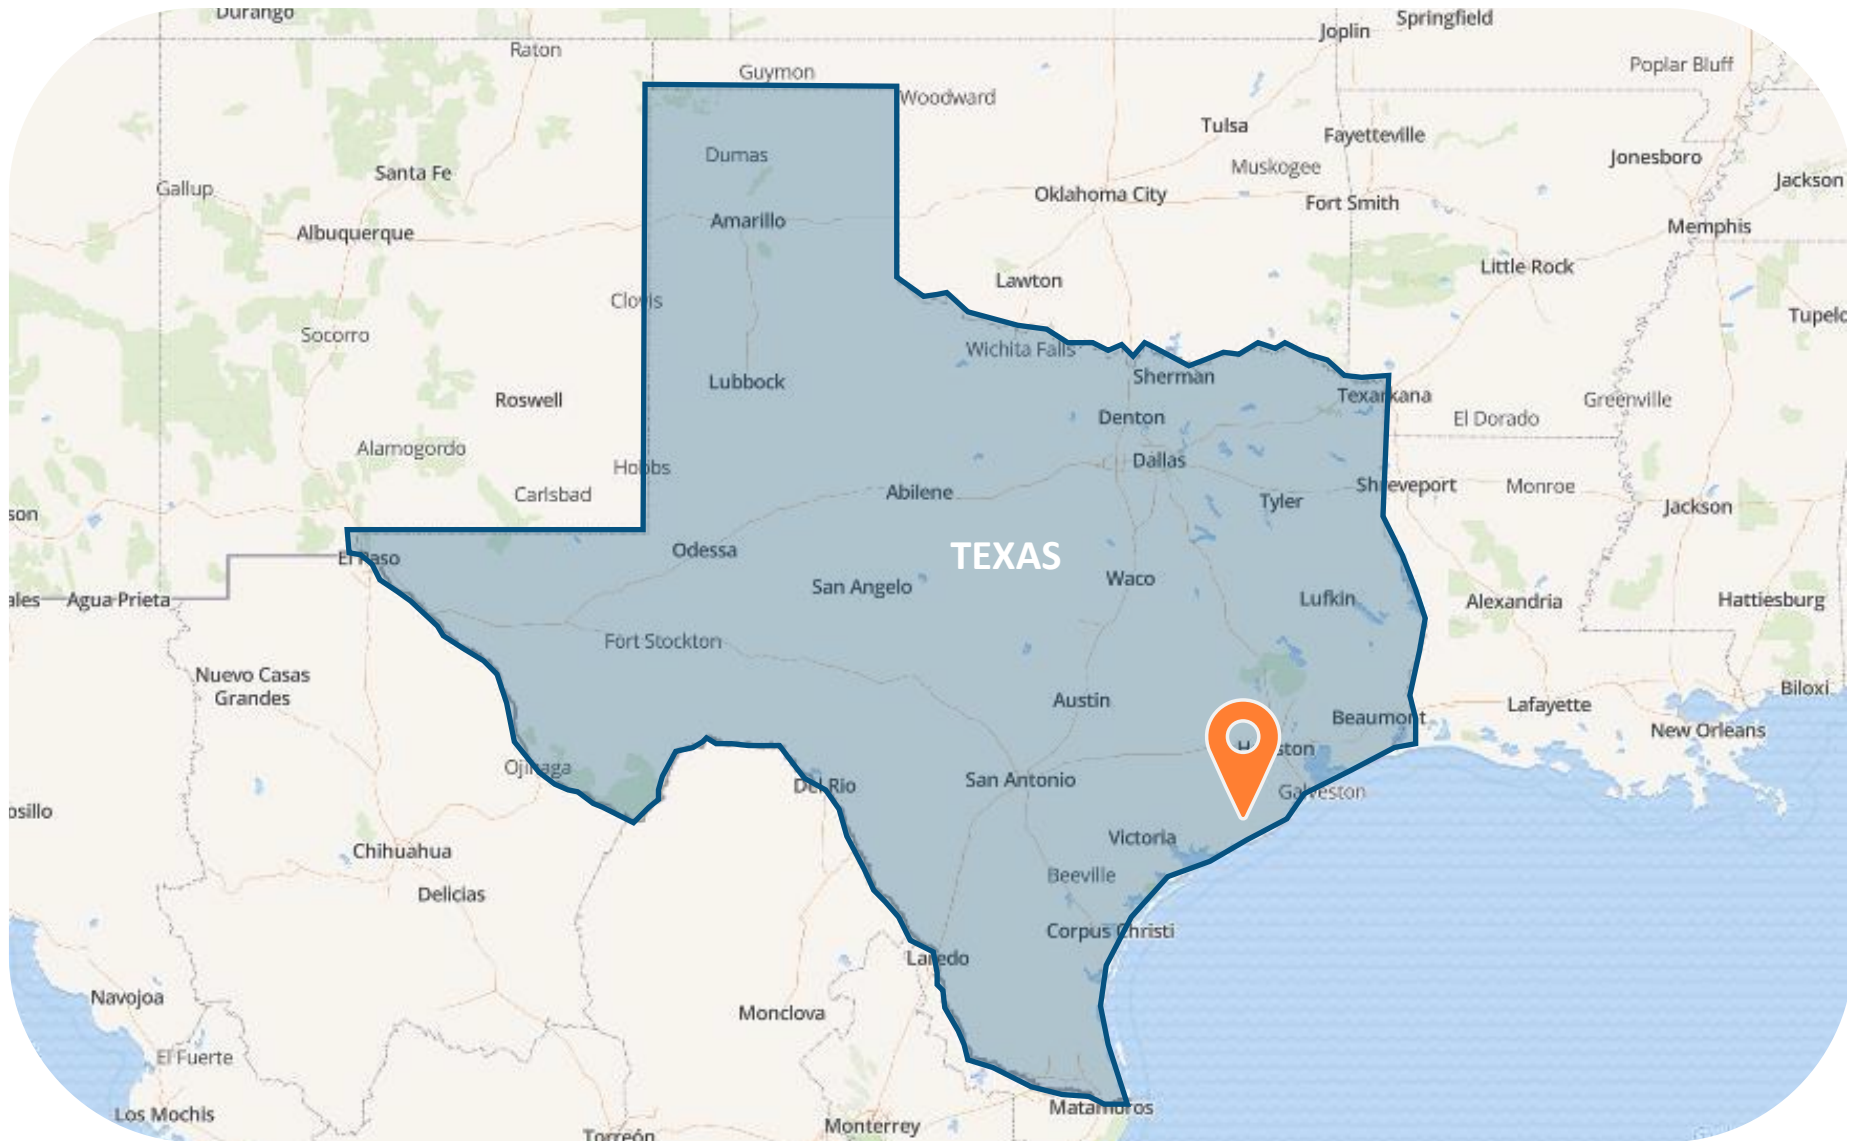 Durango
Springfield
Joplin
Raton
Poplar Bluff
Guymon
Woodward
Tulsa
Fayetteville
Dumas
Jonesboro
Muskogee
Santa Fe
Jackson
Gallup
Oklahoma City
Fort Smith
Amarillo
Memphis
Albuquerque
Little Rock
Lawton
Clovis
Tupelo
Socorro
Wichita Falls
Sherman
Lubbock
Texarkana
Roswell
Greenville
Denton
El Dorado
Alamogordo
Dallas
Hobbs
Shreveport
Monroe
Carlsbad
Abilene
Tyler
Jackson
son
Odessa
TEXAS
El Paso
Waco
San Angelo
ales
Agua Prieta
Lufkin
Alexandria
Hattiesburg
Fort Stockton
Nuevo Casas
Grandes
Biloxi
Austin
Lafayette
Beaumont
New Orleans
H ston
Ojinaga
San Antonio
Del Rio
Galveston
osillo
Victoria
Chihuahua
Beeville
Delicias
Corpus Christi
Laredo
Navojoa
Monclova
El Fuerte
Matamoros
Los Mochis
Monterrey
Torreón